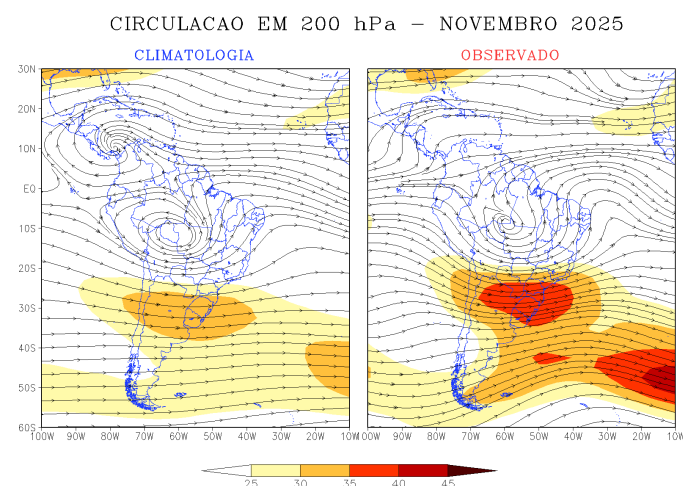 CIRCULACAO EM 200 hPa – NOVEMBRO 2025
CLIMATOLOGIA OBSERVADO
30N
20N
10N
EQ
10S
20S
30S
40S
50S
60S
100W 90W 80W 70W 60W 50W 40W 30W 20W 10W 100W 90W 80W 70W 60W 50W 40W 30W 20W 10W
25 30 35 40 45